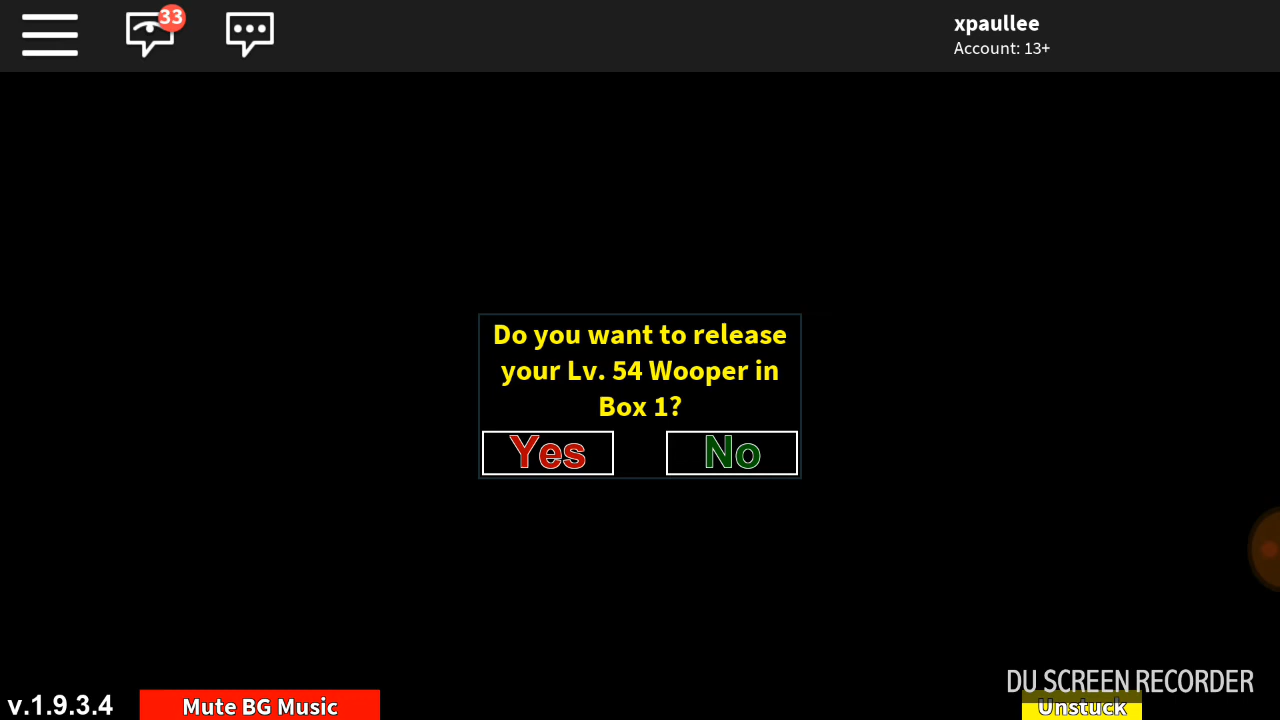 33
xpaullee
Account: 13+
Do you want to release
your Lv. 54 Wooper in
Box 1?
Yes No
DU SCREEN RECORDER
v.1.9.3.4 Mute BG Music Unstuck